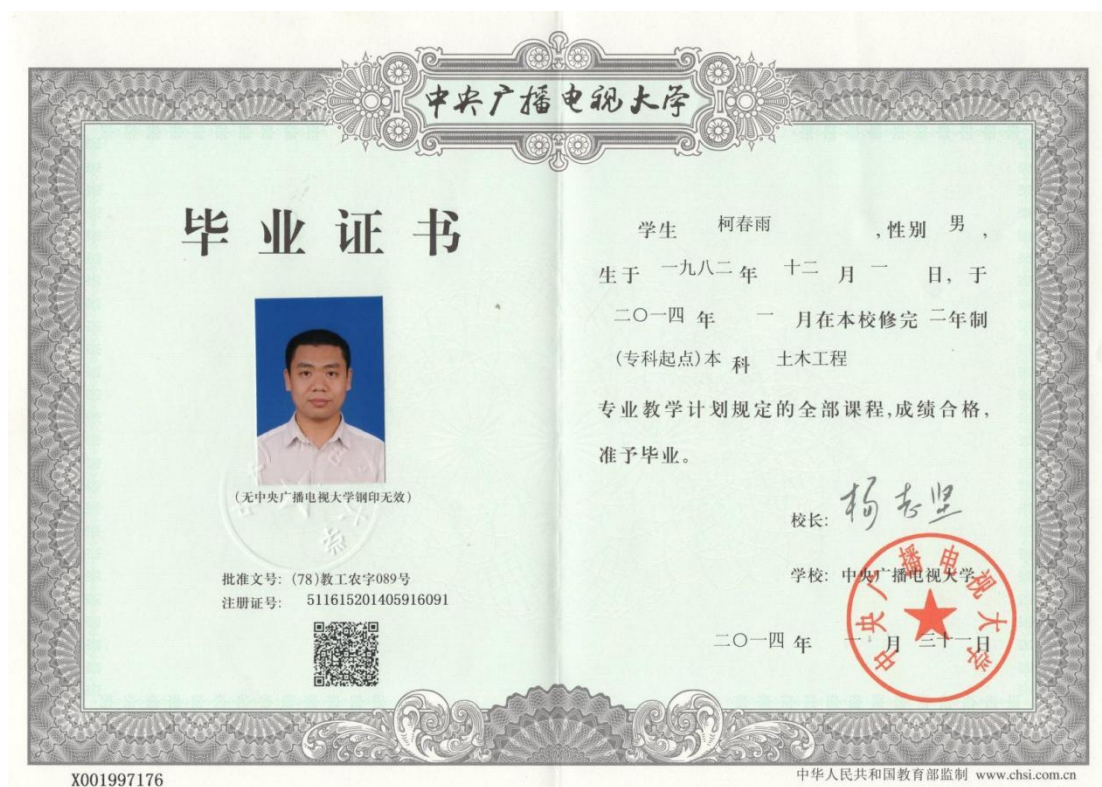 中央广播电视大学
毕业证书
(无中央广播电视大学钢印无效)
批准文号: (78)教工农字089号
注册证号: 511615201405916091
学生 柯春雨 ,性别 男 ,
生于 一九八二 年 十二 月 一 日, 于
二〇一四 年 一 月在本校修完 二年制
(专科起点)本 科 土木工程
专业教学计划规定的全部课程,成绩合格,
准予毕业。
校长: 杨志坚
学校: 中央广播电视大学
中央广播电视大学
二〇一四 年 一 月 三十一日
X001997176
中华人民共和国教育部监制 www.chsi.com.cn